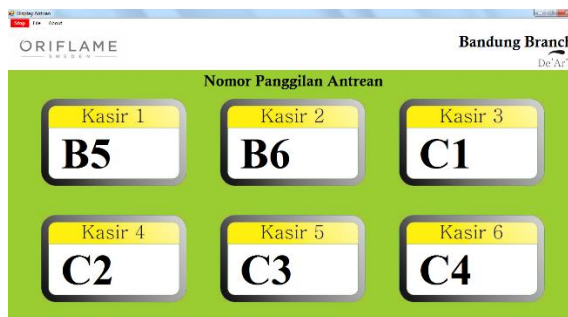 Display Antrean
Stop File About
ORIFLAME
SWEDEN
Bandung Branch
De'Ar
Nomor Panggilan Antrean
Kasir 1
B5
Kasir 2
B6
Kasir 3
C1
Kasir 4
C2
Kasir 5
C3
Kasir 6
C4